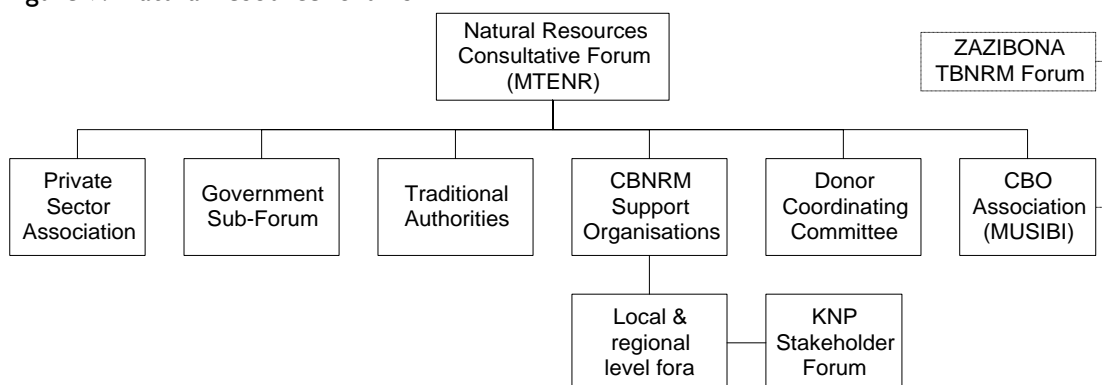 Natural Resources
Consultative Forum
(MTENR)
ZAZIBONA
TBNRM Forum
Private
Sector
Association
Government
Sub-Forum
Traditional
Authorities
CBNRM
Support
Organisations
Donor
Coordinating
Committee
CBO
Association
(MUSIBI)
Local &
regional
level fora
KNP
Stakeholder
Forum